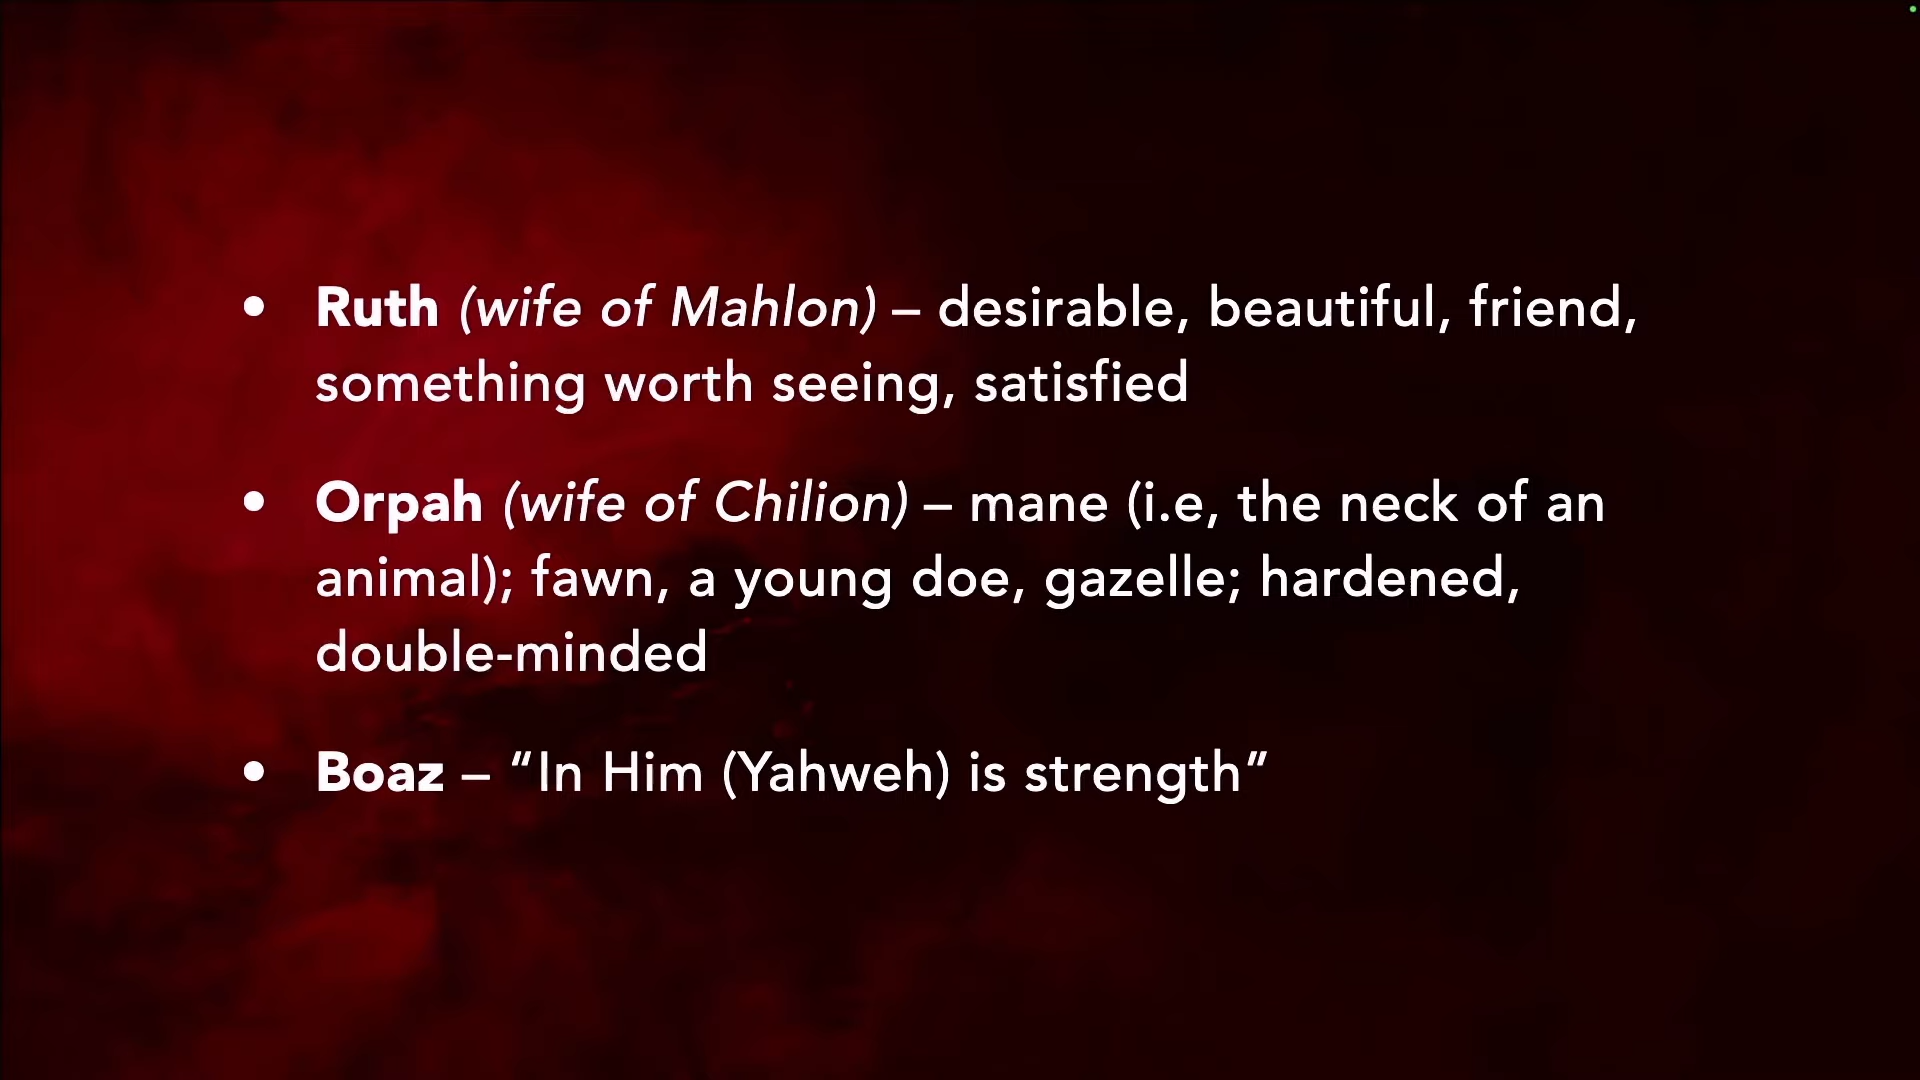 • Ruth (wife of Mahlon) – desirable, beautiful, friend,
something worth seeing, satisfied
• Orpah (wife of Chilion) – mane (i.e, the neck of an
animal); fawn, a young doe, gazelle; hardened,
double-minded
• Boaz – “In Him (Yahweh) is strength”